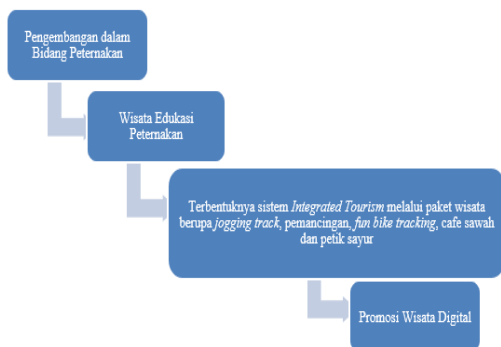 Pengembangan dalam
Bidang Peternakan
Wisata Edukasi
Peternakan
Terbentuknya sistem Integrated Tourism melalui paket wisata
berupa jogging track, pemancingan, fun bike tracking, cafe sawah
dan petik sayur
Promosi Wisata Digital